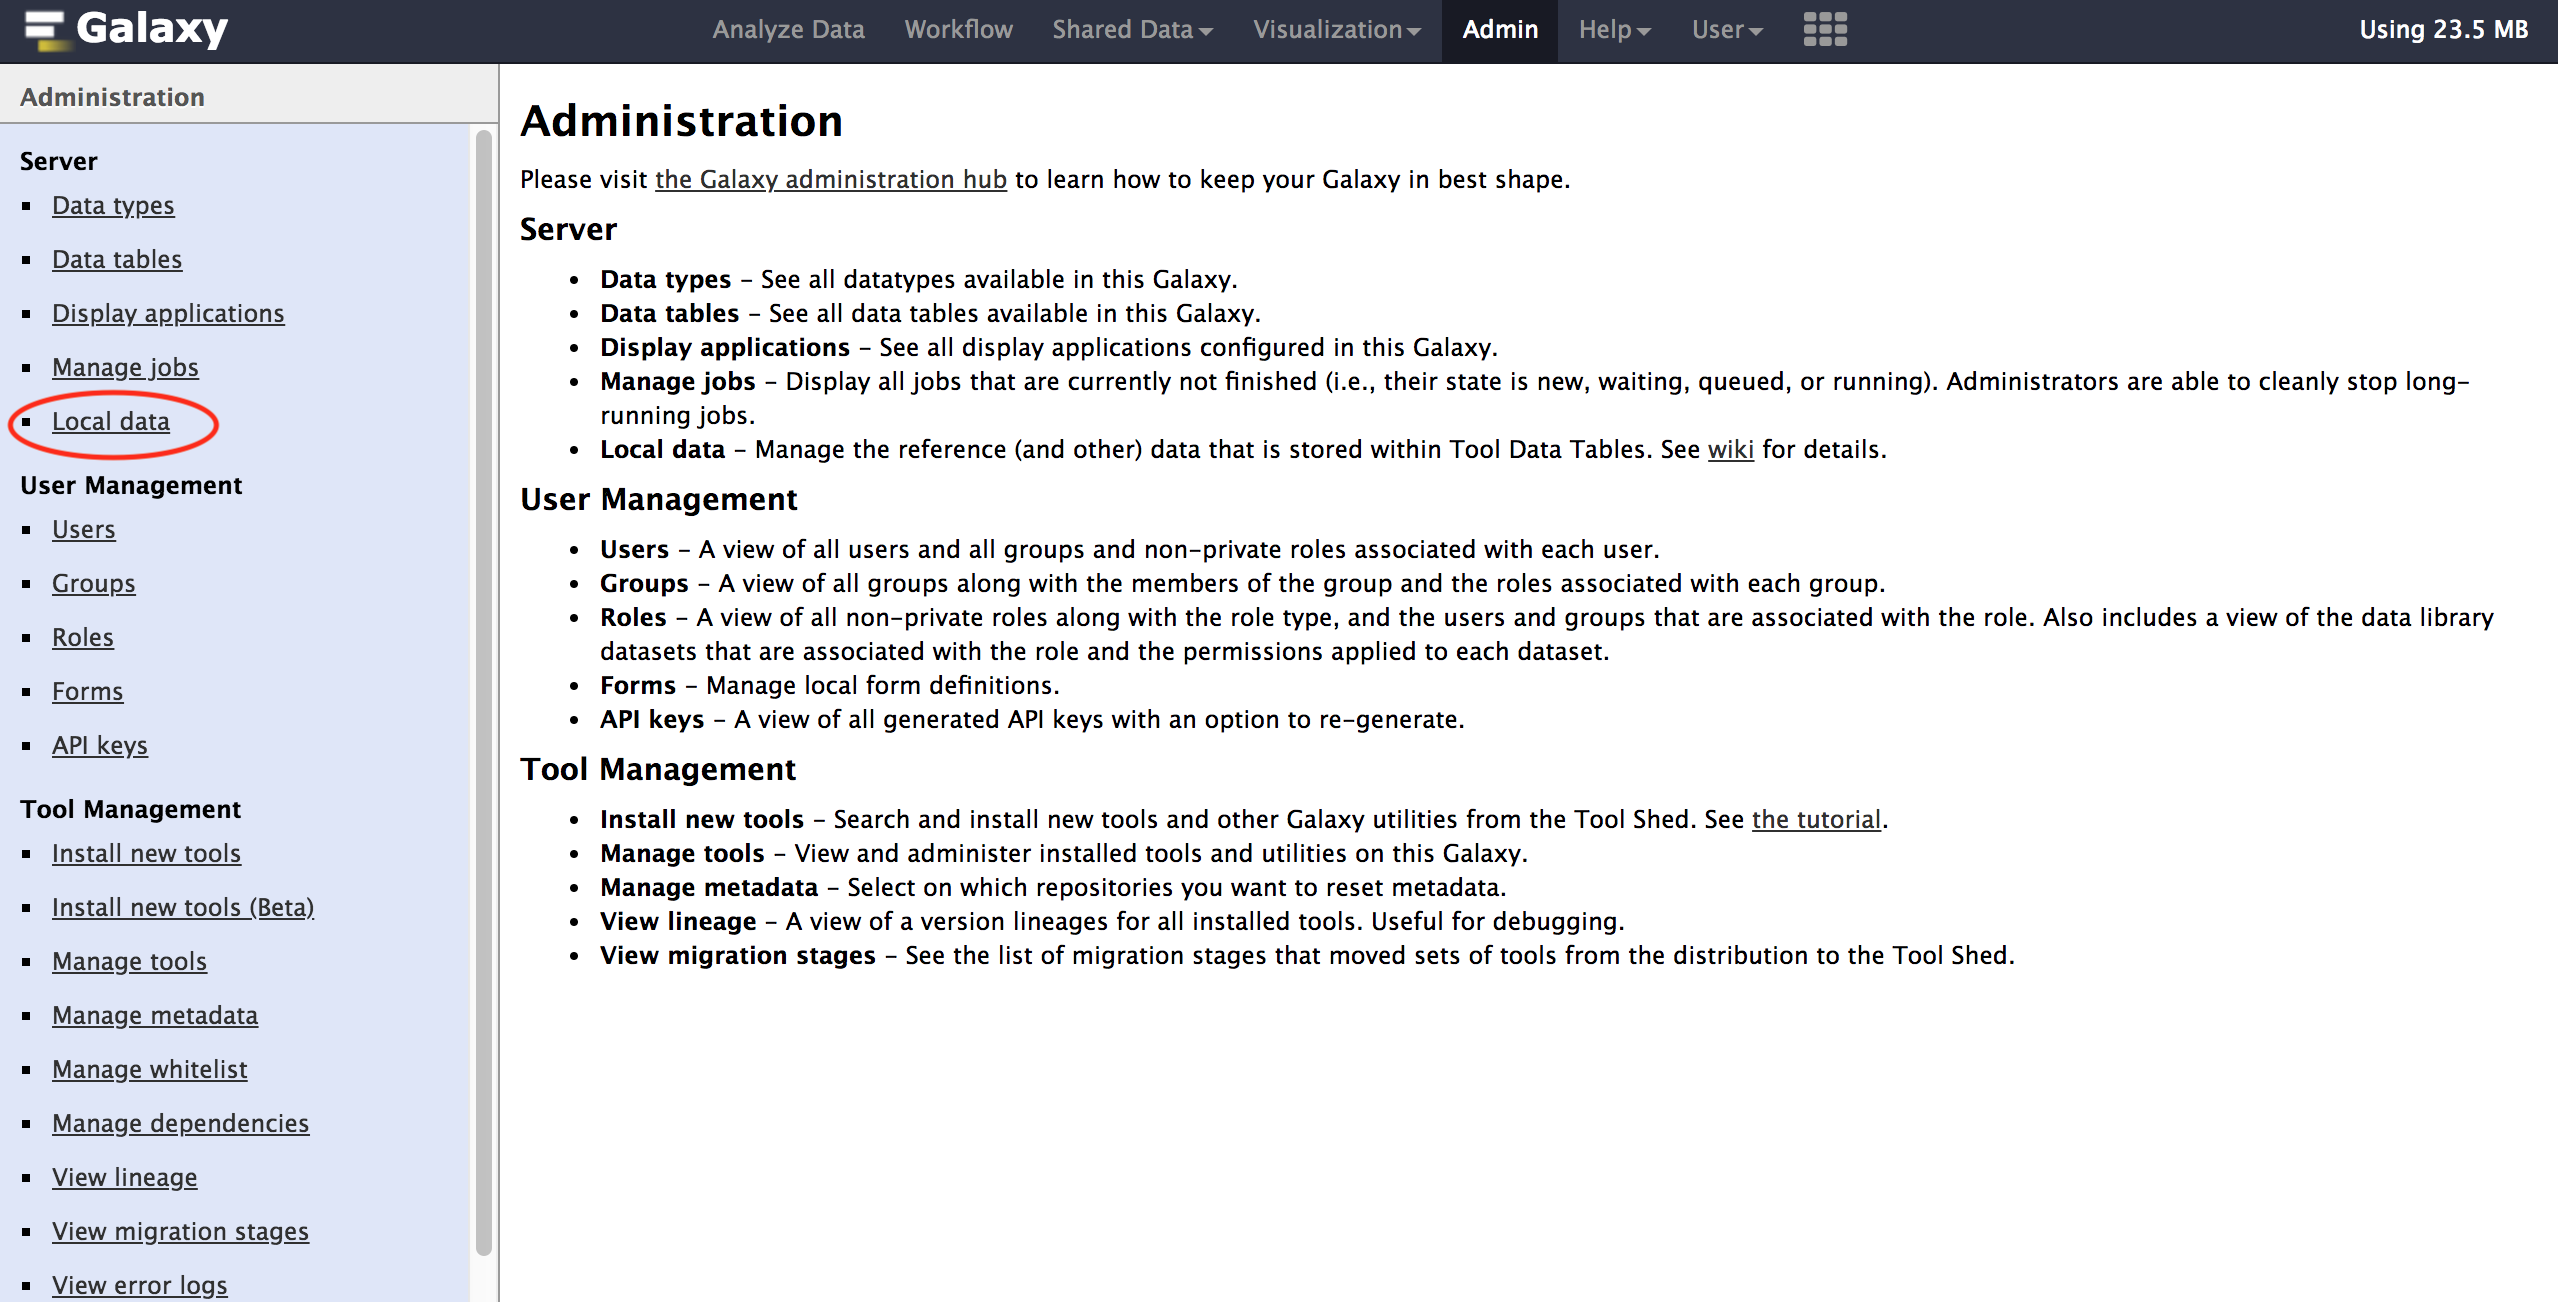 Galaxy
Analyze Data Workflow Shared Data Visualization Admin Help User Using 23.5 MB
Administration
Server
Data types
Data tables
Display applications
Manage jobs
Local data
User Management
Users
Groups
Roles
Forms
API keys
Tool Management
Install new tools
Install new tools (Beta)
Manage tools
Manage metadata
Manage whitelist
Manage dependencies
View lineage
View migration stages
View error logs
Administration
Please visit the Galaxy administration hub to learn how to keep your Galaxy in best shape.
Server
• Data types – See all datatypes available in this Galaxy.
• Data tables – See all data tables available in this Galaxy.
• Display applications – See all display applications configured in this Galaxy.
• Manage jobs – Display all jobs that are currently not finished (i.e., their state is new, waiting, queued, or running). Administrators are able to cleanly stop long-
running jobs.
• Local data – Manage the reference (and other) data that is stored within Tool Data Tables. See wiki for details.
User Management
• Users – A view of all users and all groups and non-private roles associated with each user.
• Groups – A view of all groups along with the members of the group and the roles associated with each group.
• Roles – A view of all non-private roles along with the role type, and the users and groups that are associated with the role. Also includes a view of the data library
datasets that are associated with the role and the permissions applied to each dataset.
• Forms – Manage local form definitions.
• API keys – A view of all generated API keys with an option to re-generate.
Tool Management
• Install new tools – Search and install new tools and other Galaxy utilities from the Tool Shed. See the tutorial.
• Manage tools – View and administer installed tools and utilities on this Galaxy.
• Manage metadata – Select on which repositories you want to reset metadata.
• View lineage – A view of a version lineages for all installed tools. Useful for debugging.
• View migration stages – See the list of migration stages that moved sets of tools from the distribution to the Tool Shed.